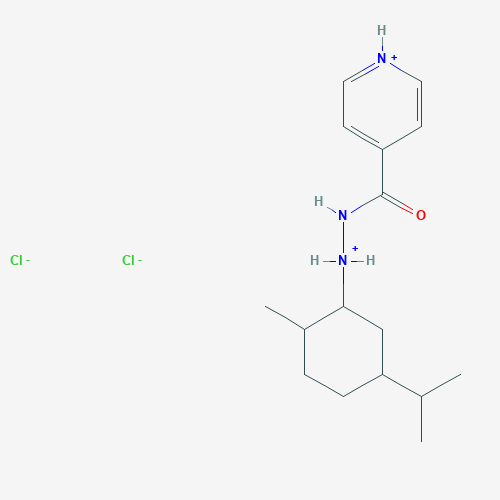 H
N +
H
N O
+
Cl - Cl - H N H